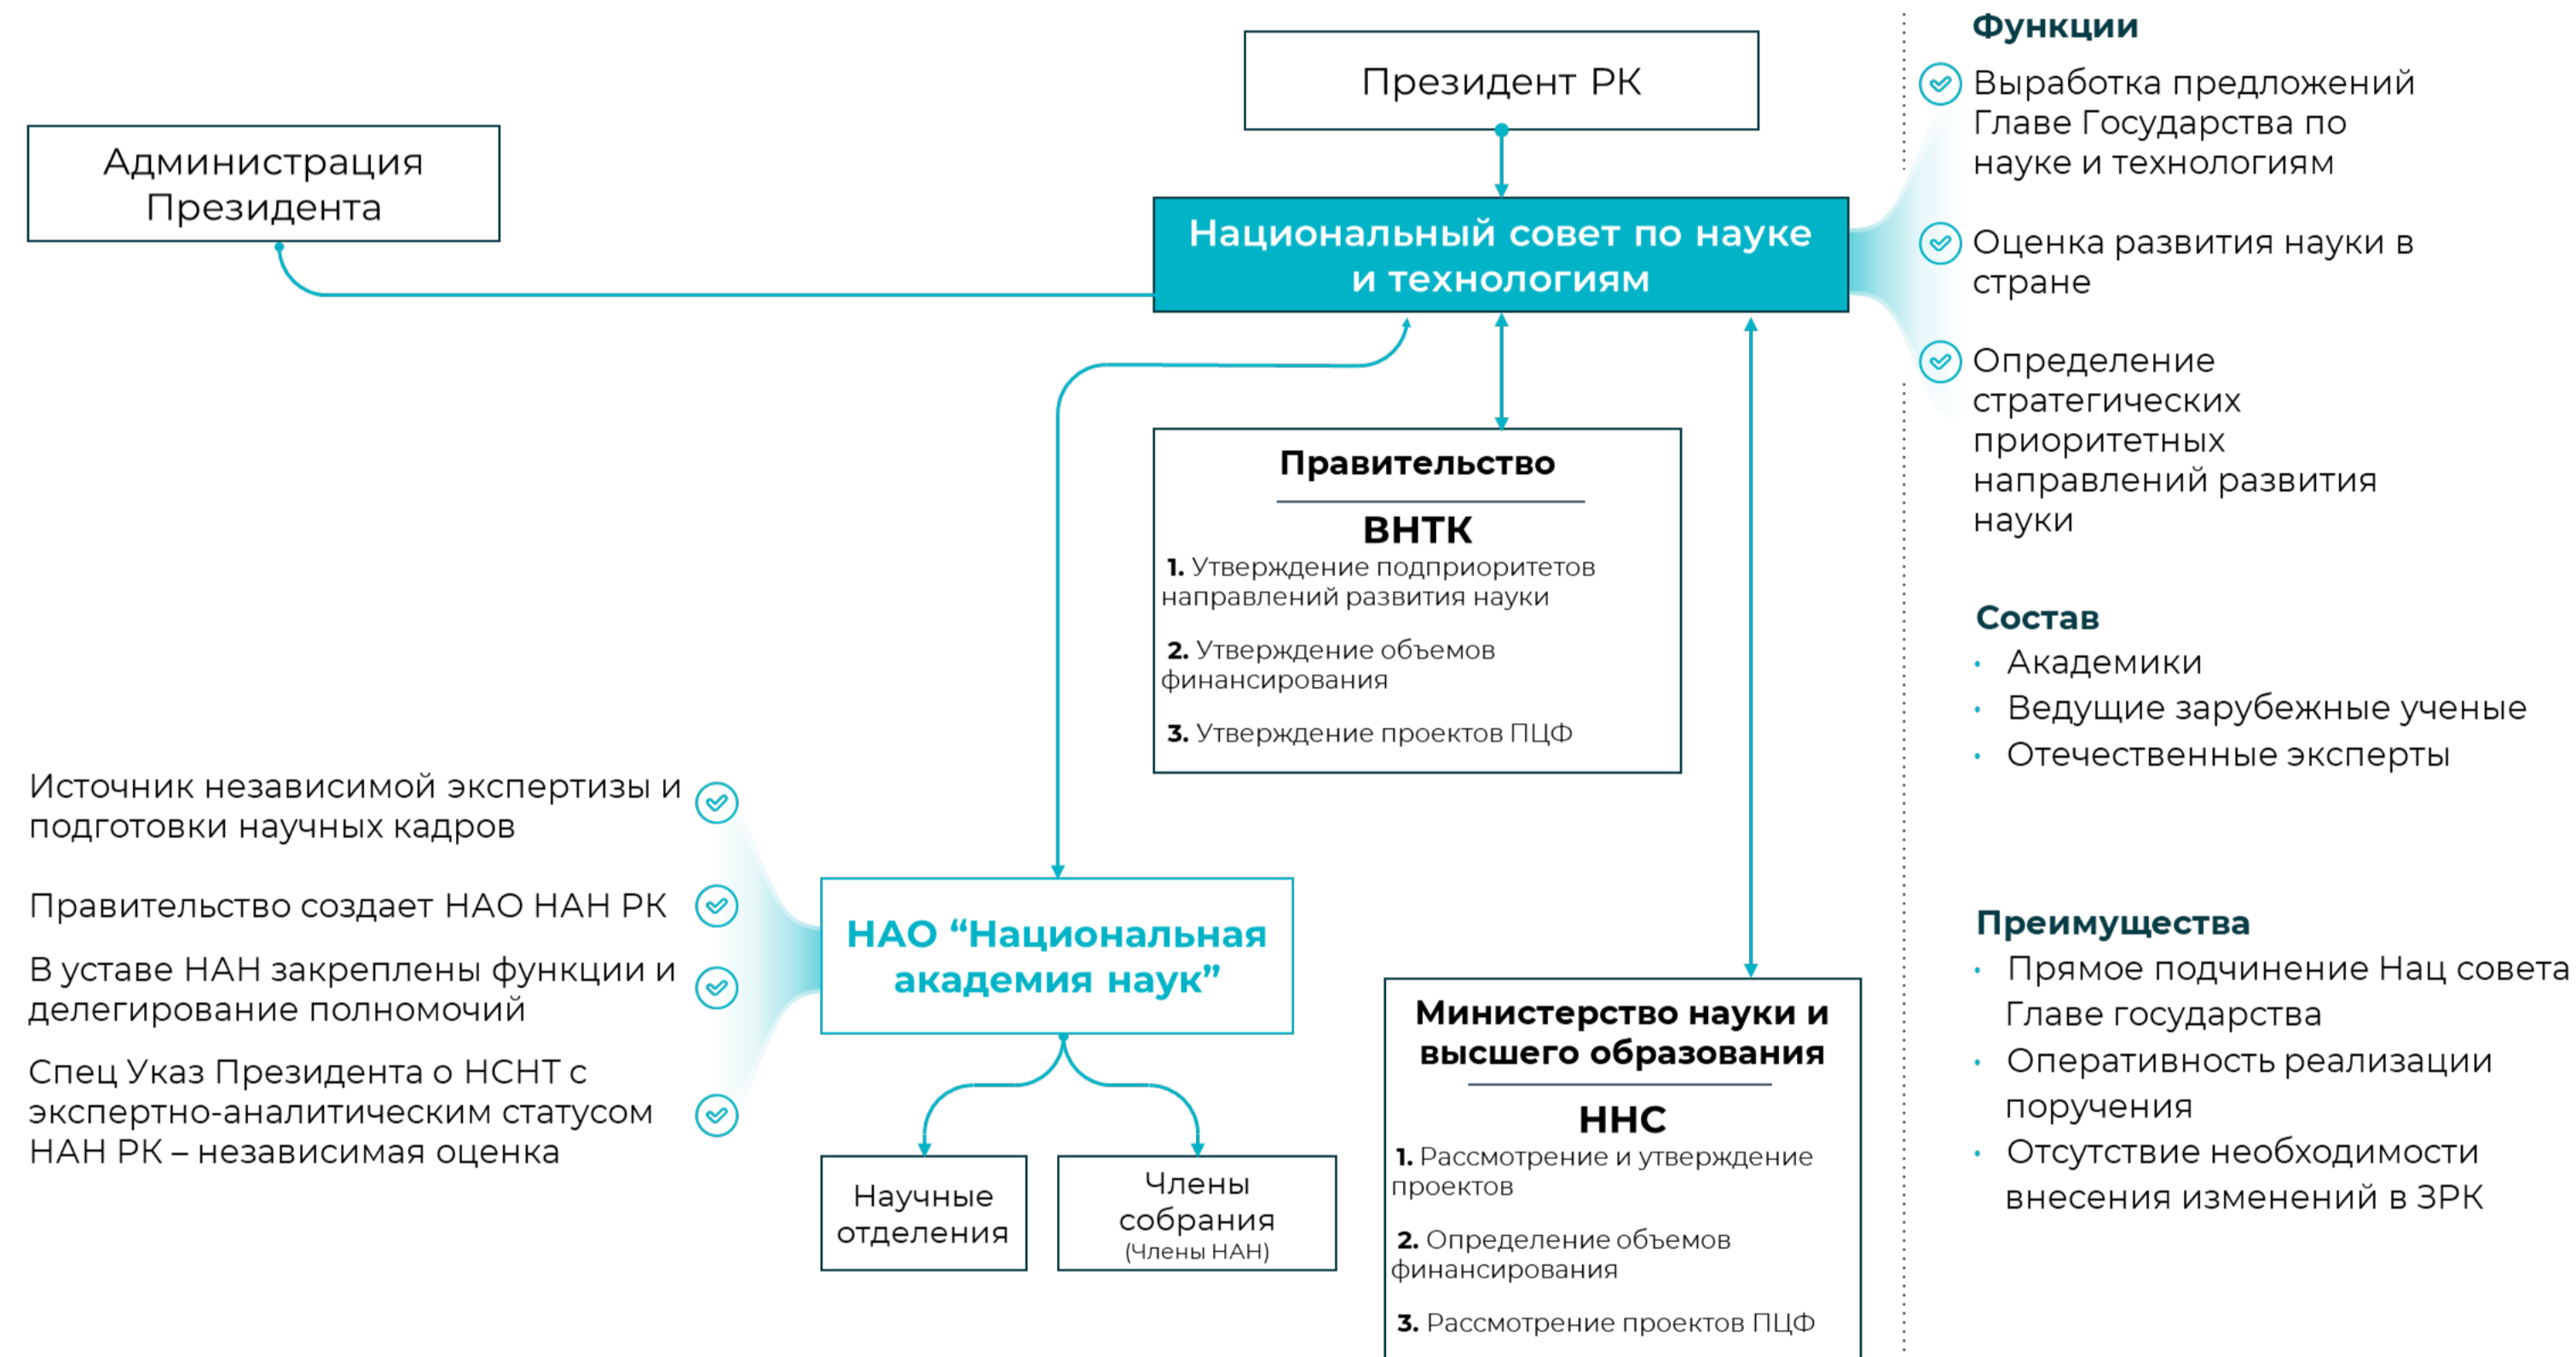 Президент РК
Администрация
Президента
Национальный совет по науке
и технологиям
Правительство
ВНТК
1. Утверждение подприоритетов
направлений развития науки
2. Утверждение объемов
финансирования
3. Утверждение проектов ПЦФ
Источник независимой экспертизы и
подготовки научных кадров
Правительство создает НАО НАН РК
В уставе НАН закреплены функции и
делегирование полномочий
Спец Указ Президента о НСНТ с
экспертно-аналитическим статусом
НАН РК – независимая оценка
НАО “Национальная
академия наук”
Научные
отделения
Члены
собрания
(Члены НАН)
Министерство науки и
высшего образования
ННС
1. Рассмотрение и утверждение
проектов
2. Определение объемов
финансирования
3. Рассмотрение проектов ПЦФ
Функции
Выработка предложений
Главе Государства по
науке и технологиям
Оценка развития науки в
стране
Определение
стратегических
приоритетных
направлений развития
науки
Состав
• Академики
• Ведущие зарубежные ученые
• Отечественные эксперты
Преимущества
• Прямое подчинение Нац совета
Главе государства
• Оперативность реализации
поручения
• Отсутствие необходимости
внесения изменений в ЗРК